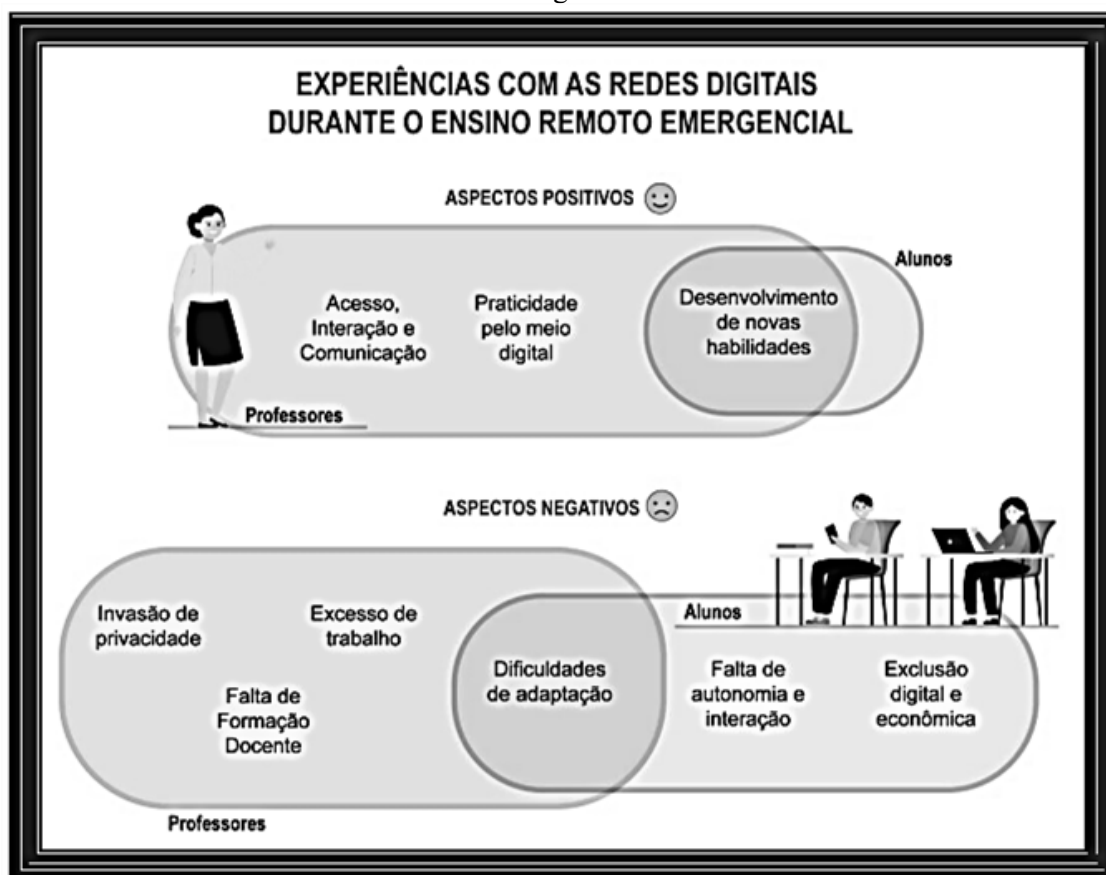 EXPERIÊNCIAS COM AS REDES DIGITAIS
DURANTE O ENSINO REMOTO EMERGENCIAL
ASPECTOS POSITIVOS
Alunos
Acesso,
Interação e
Comunicação
Praticidade
pelo meio
digital
Desenvolvimento
de novas
habilidades
Professores
ASPECTOS NEGATIVOS
Alunos
Invasão de
privacidade
Excesso de
trabalho
Falta de
Formação
Docente
Dificuldades
de adaptação
Falta de
autonomia e
interação
Exclusão
digital e
econômica
Professores